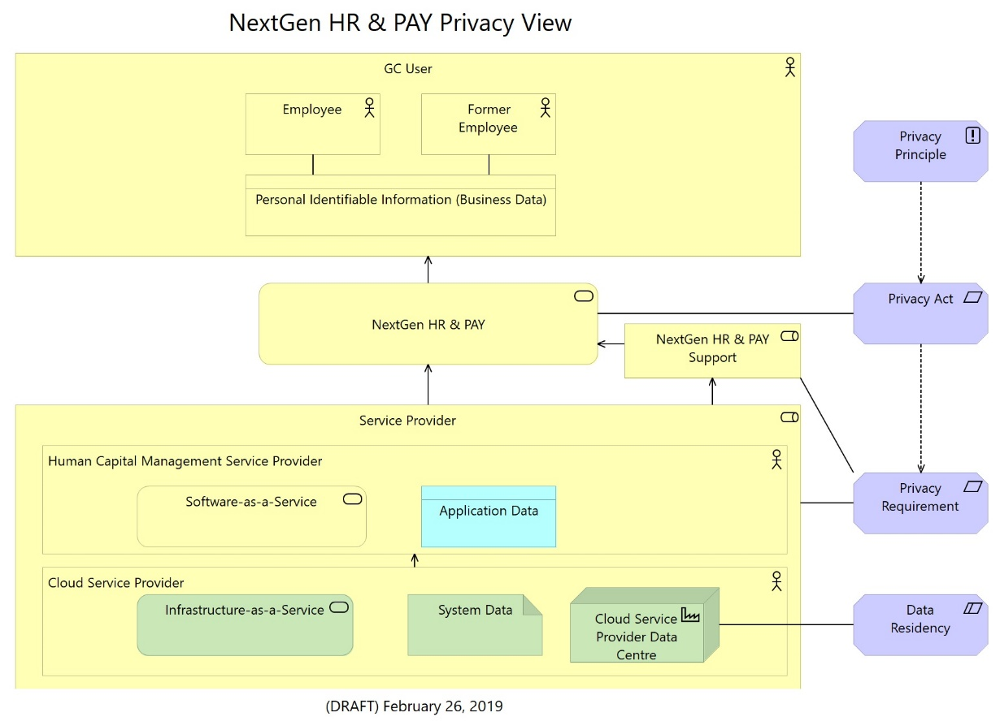 NextGen HR & PAY Privacy View
GC User
Employee
Former
Employee
Personal Identifiable Information (Business Data)
Privacy
Principle
!
NextGen HR & PAY
Privacy Act
NextGen HR & PAY
Support
Service Provider
Human Capital Management Service Provider
Software-as-a-Service
Application Data
Privacy
Requirement
Cloud Service Provider
Infrastructure-as-a-Service
System Data
Cloud Service
Provider Data
Centre
Data
Residency
(DRAFT) February 26, 2019